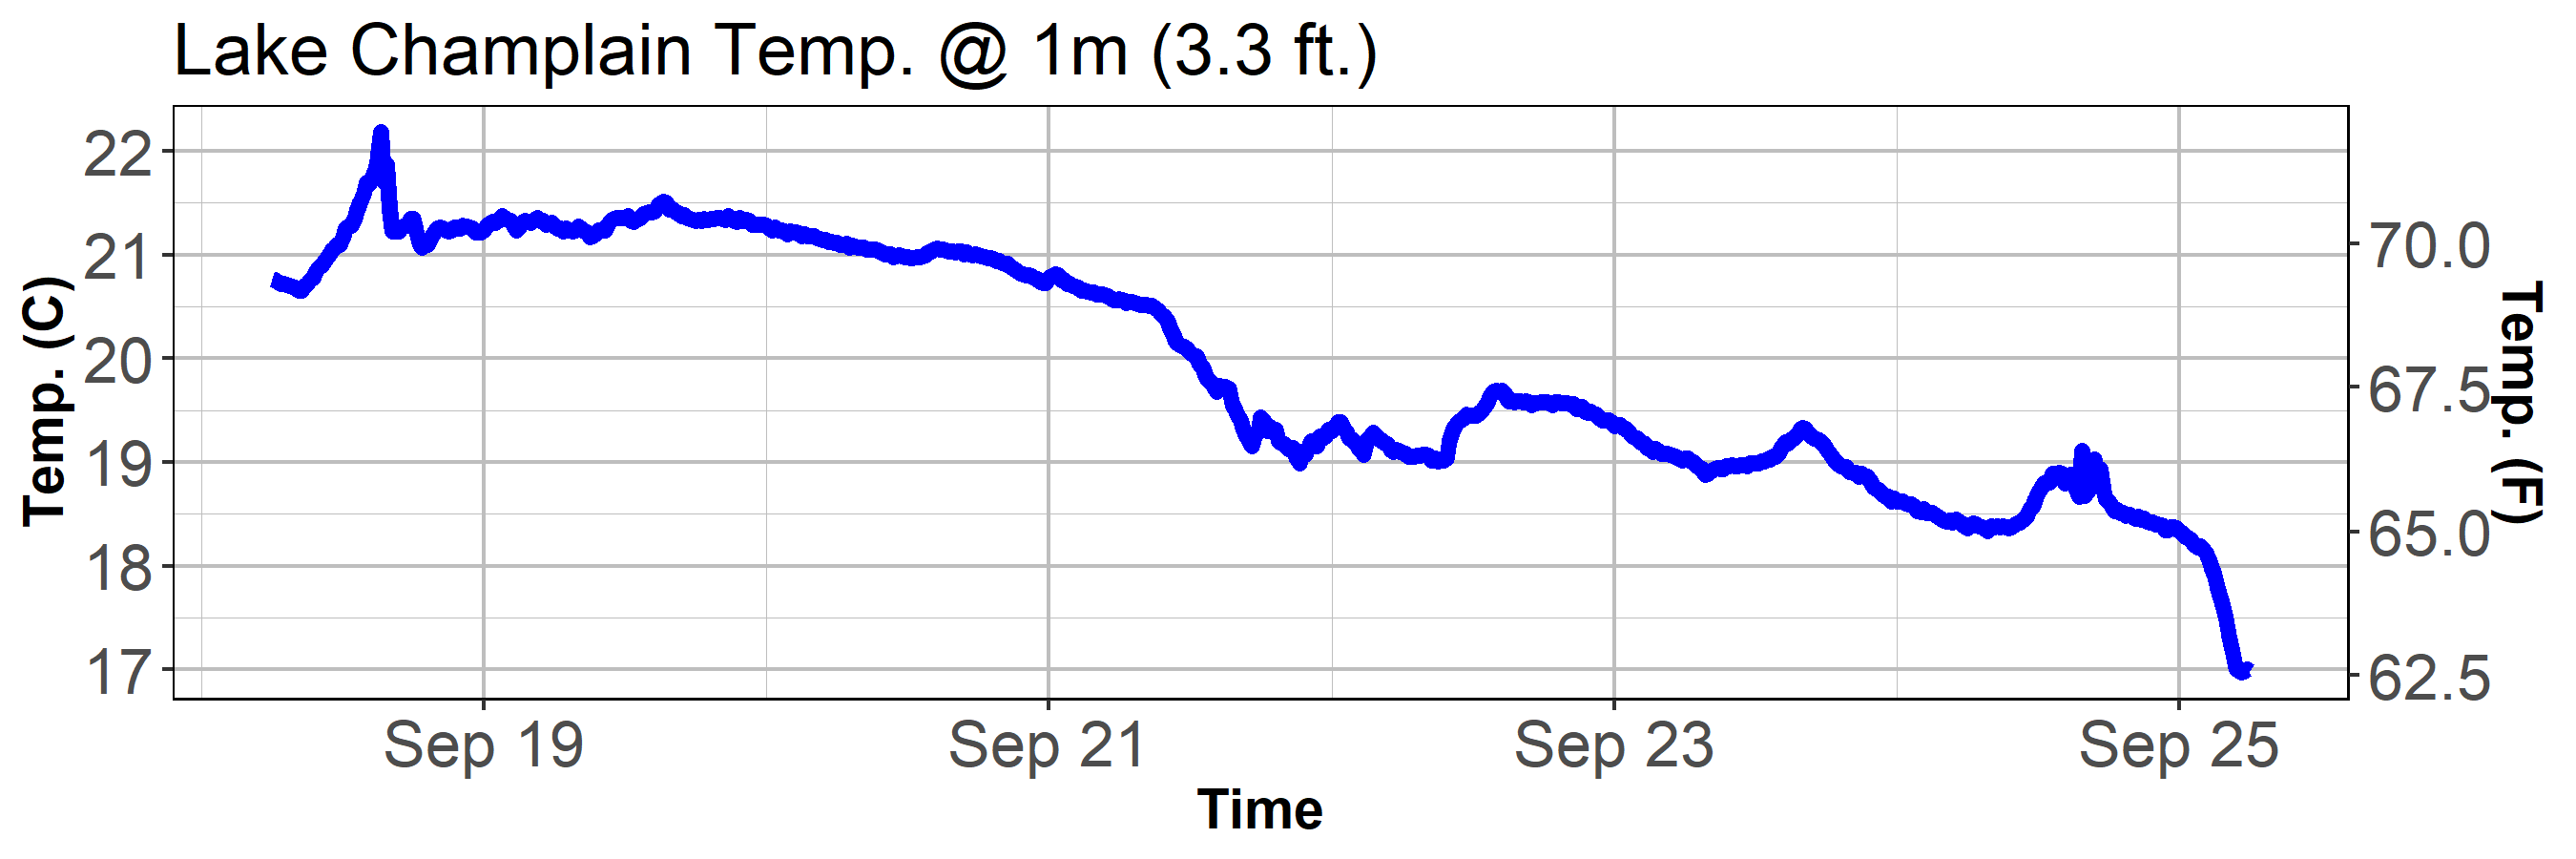 Lake Champlain Temp. @ 1m (3.3 ft.)
Temp. (C)
22
21
20
19
18
17
70.0
67.5
65.0
62.5
Temp. (F)
Sep 19
Sep 21
Sep 23
Sep 25
Time